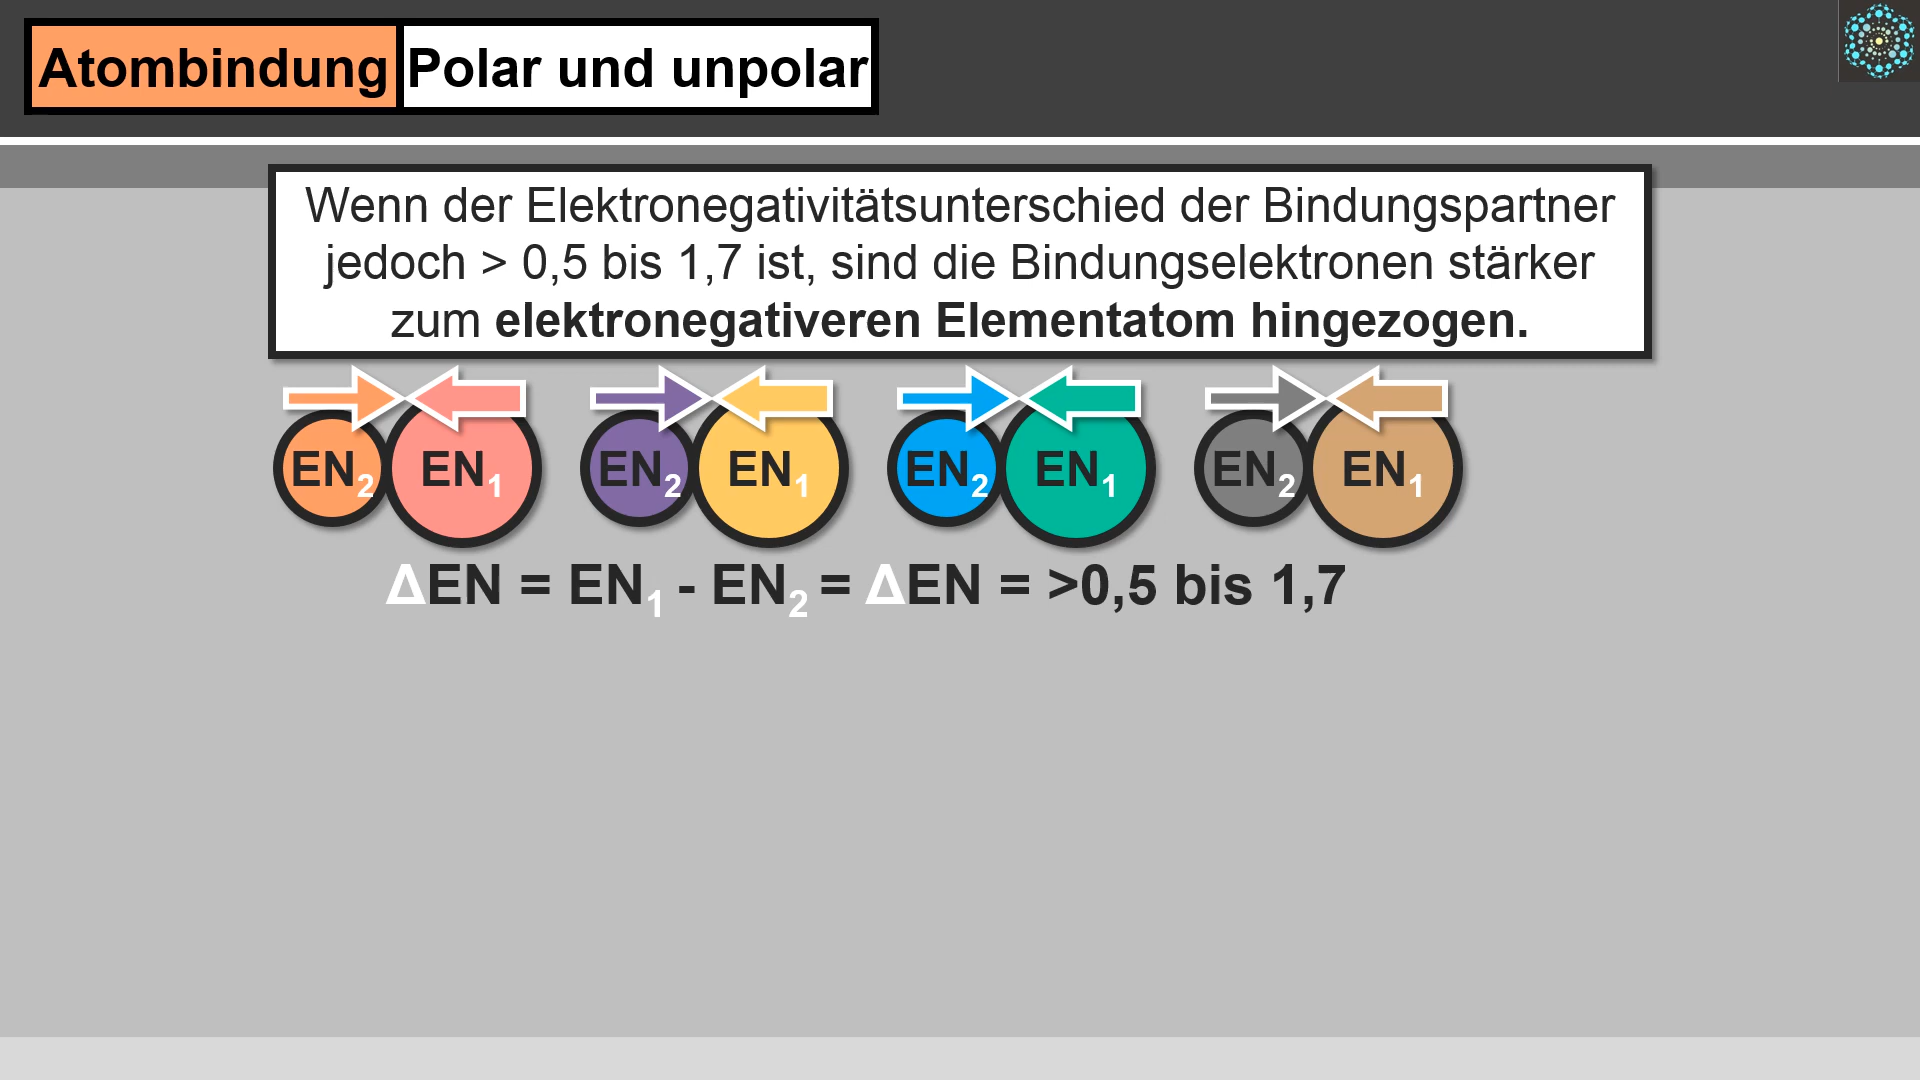 Atombindung Polar und unpolar
Wenn der Elektronegativitätsunterschied der Bindungspartner
jedoch > 0,5 bis 1,7 ist, sind die Bindungselektronen stärker
zum elektronegativeren Elementatom hingezogen.
EN₂ EN₁ EN₂ EN₁ EN₂ EN₁ EN₂ EN₁
ΔEN = EN₁ - EN₂ = ΔEN = >0,5 bis 1,7